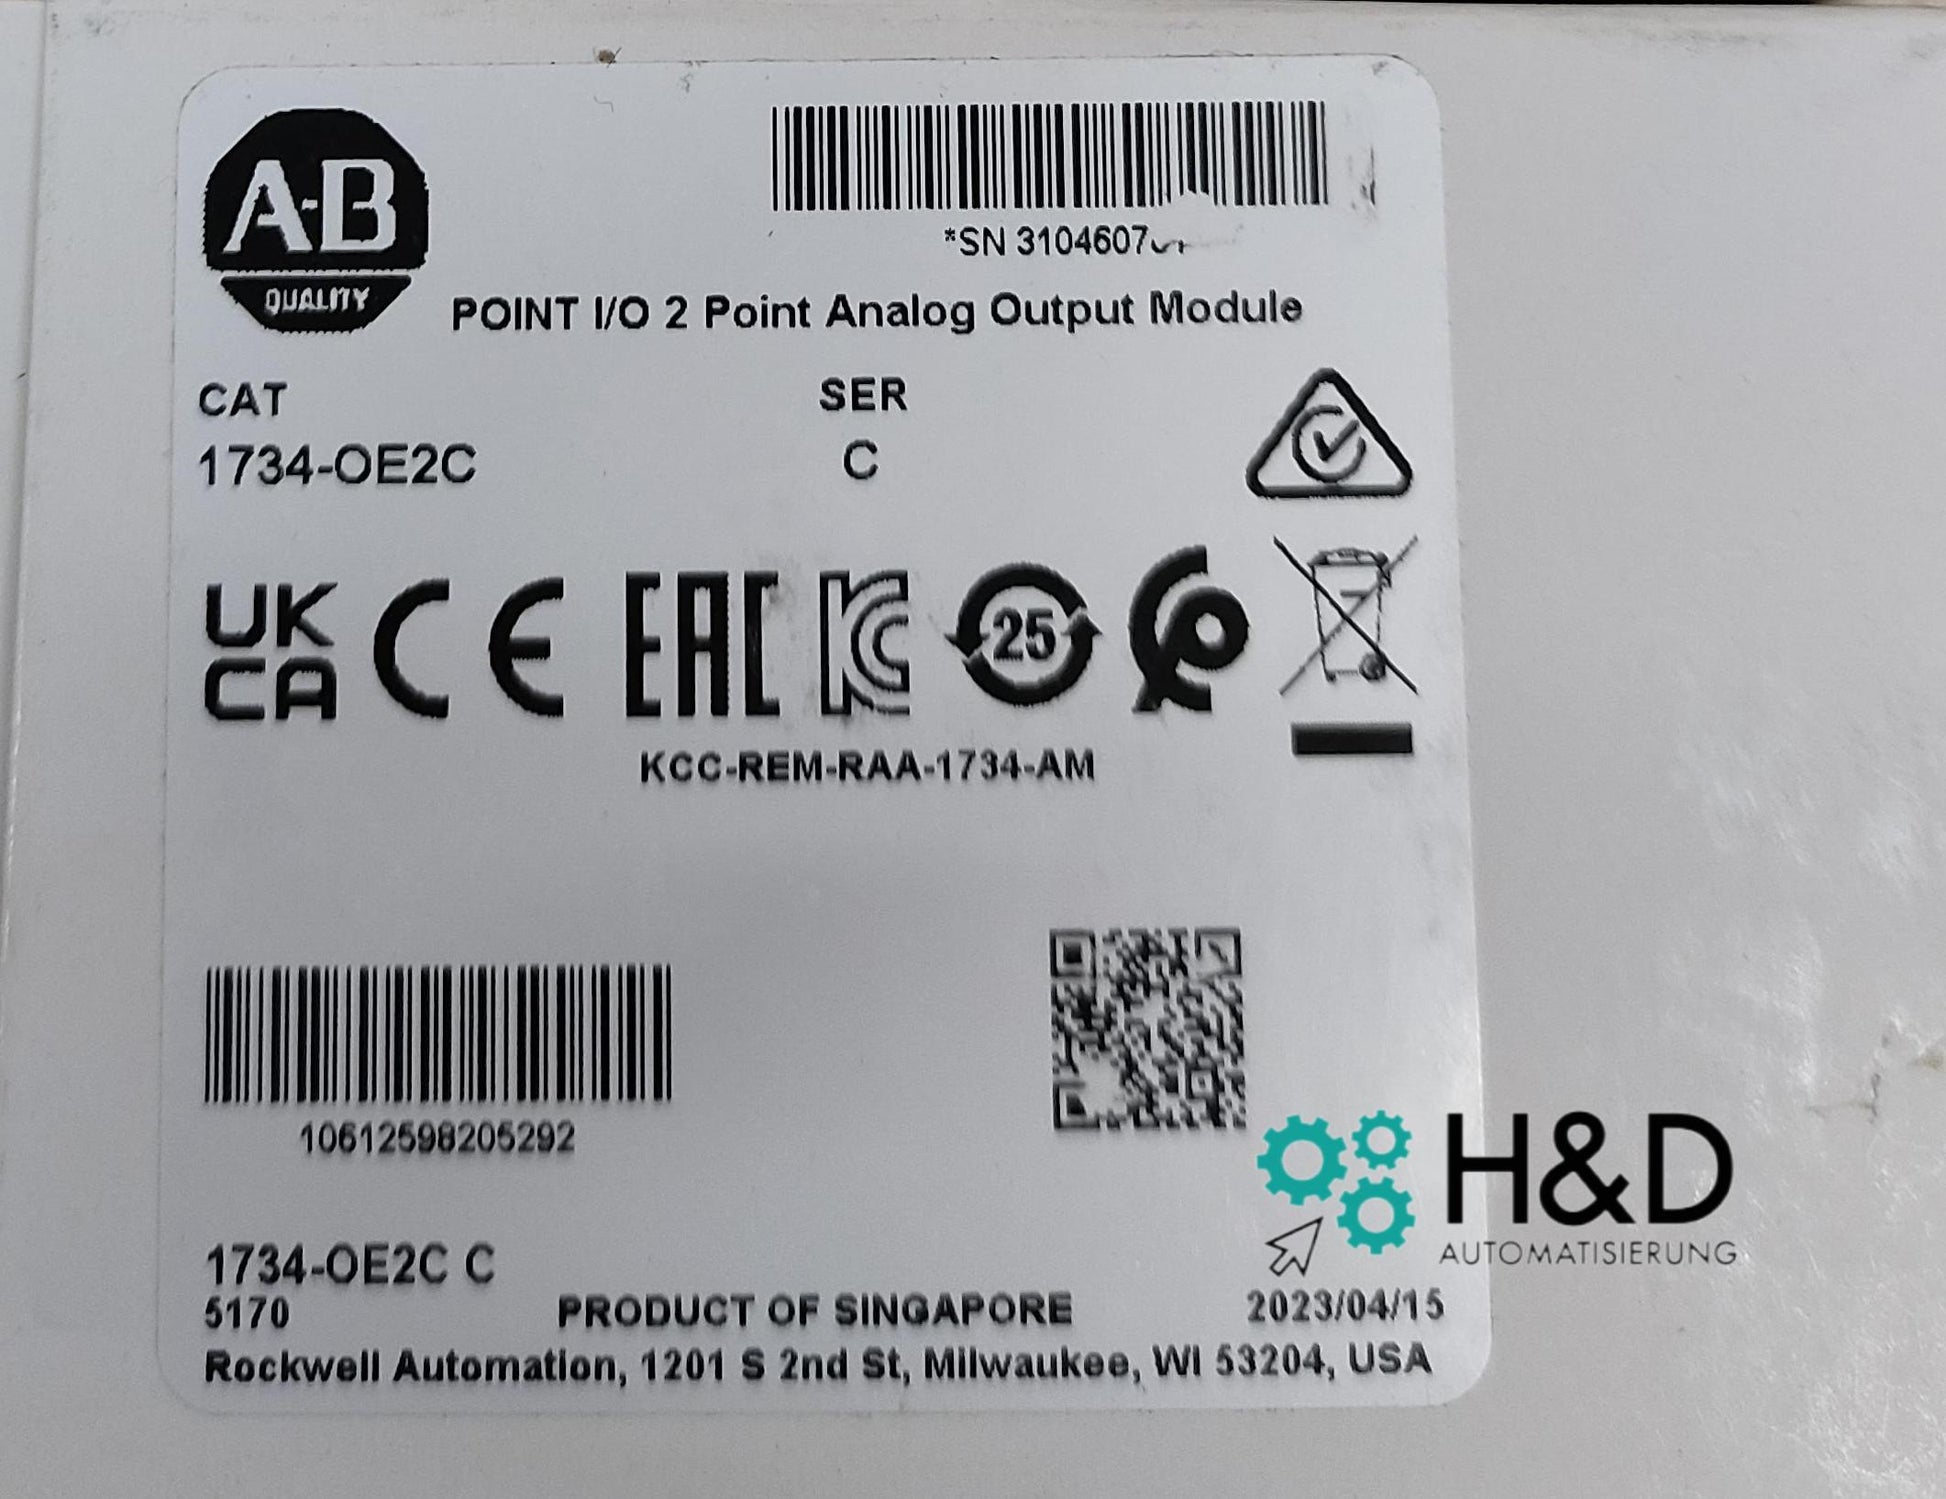 A-B
QUALITY
*SN
POINT I/O 2 Point Analog Output Module
CAT
SER
1734-OE2C
C
UK
CA
CE
EAC
KC
25
KCC-REM-RAA-1734-AM
10612598205292
H&D
AUTOMATISIERUNG
1734-OE2C C
5170
PRODUCT OF SINGAPORE
2023/04/15
Rockwell Automation, 1201 S 2nd St, Milwaukee, WI 53204, USA